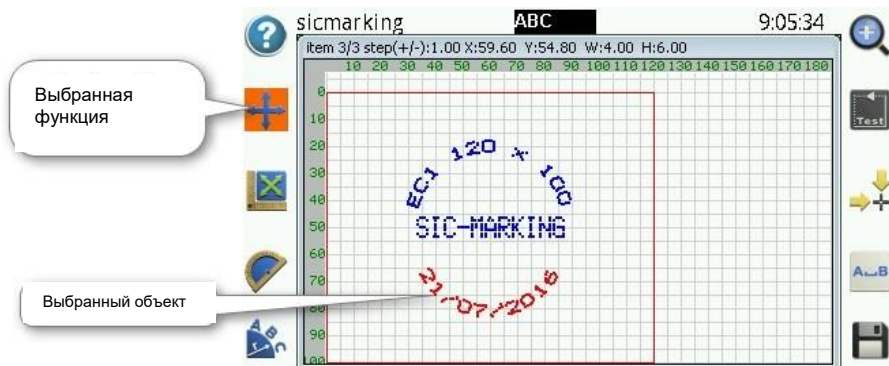 sicmarking ABC 9:05:34
item 3/3 step(+/-):1.00 X:59.60 Y:54.80 W:4.00 H:6.00
10 20 30 40 50 60 70 80 90 100 110 120 130 140 150 160 170 180
Выбранная
функция
0
10
20
30
40
50
60
70
80
90
100
Test
EC1 120 x 100
SIC-MARKING
21/07/2016
Выбранный объект
A B
A B C